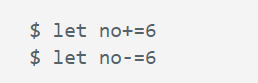 $ let no+=6
$ let no-=6